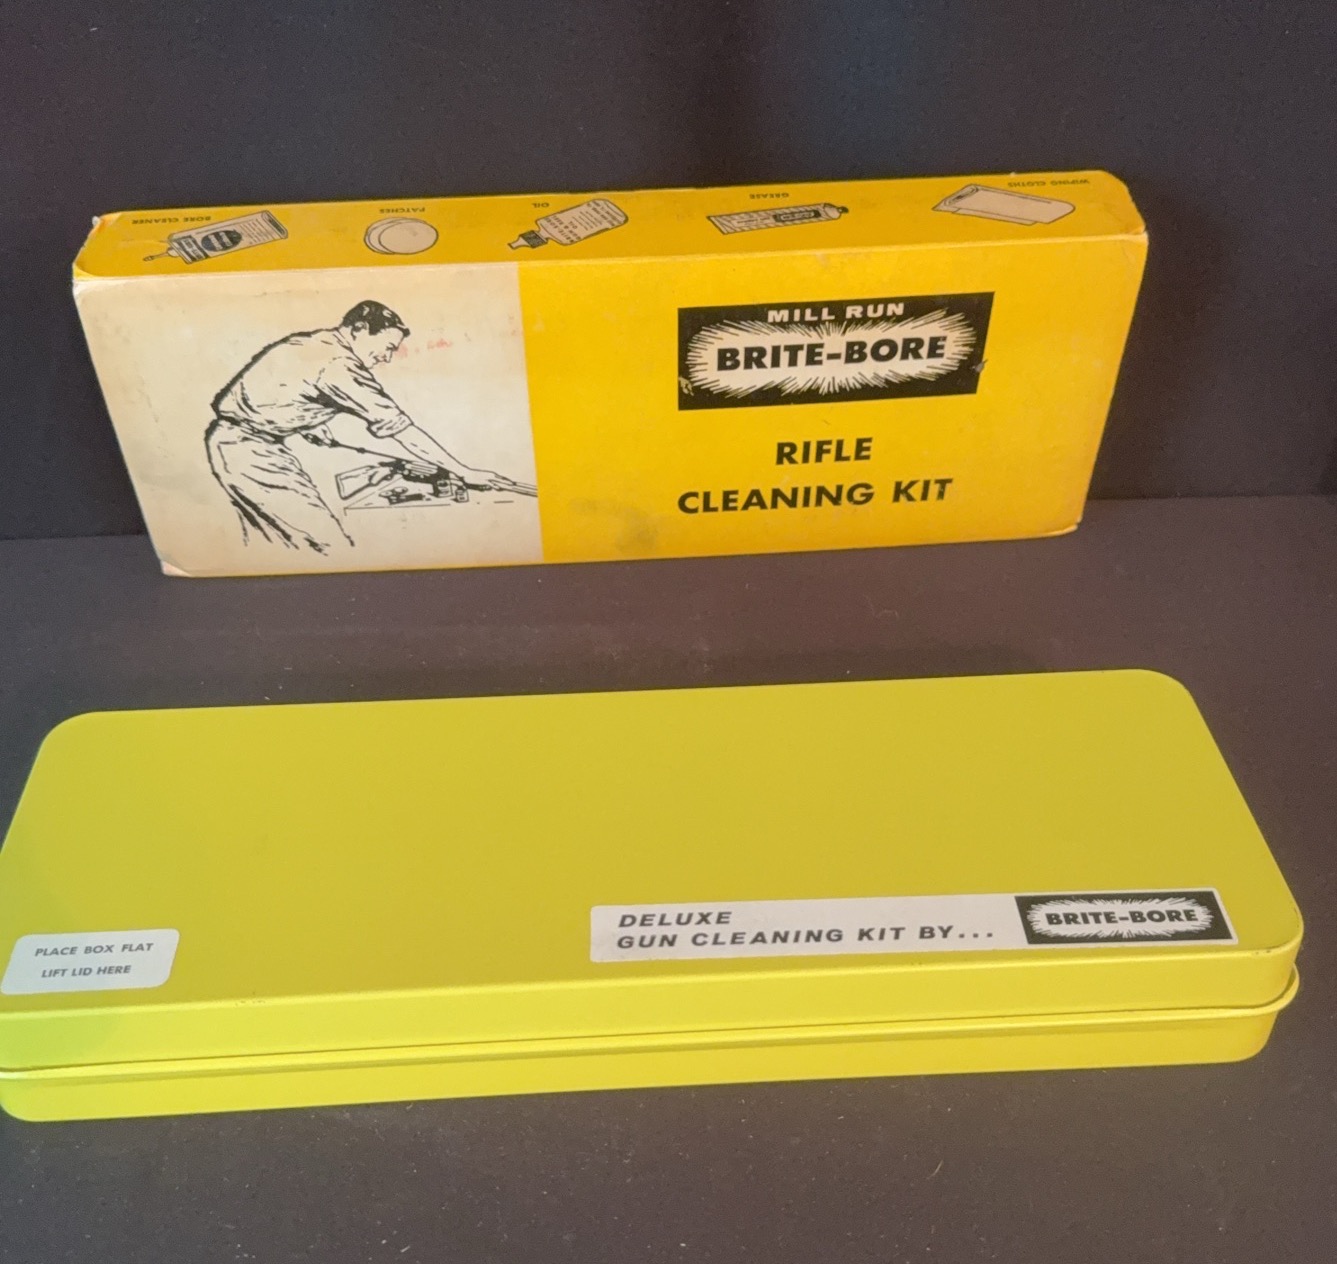 BORE CLEANER
PATCHES
OIL
GREASE
WIPING CLOTHS
MILL RUN
BRITE-BORE
RIFLE
CLEANING KIT
PLACE BOX FLAT
LIFT LID HERE
DELUXE
GUN CLEANING KIT BY...
BRITE-BORE